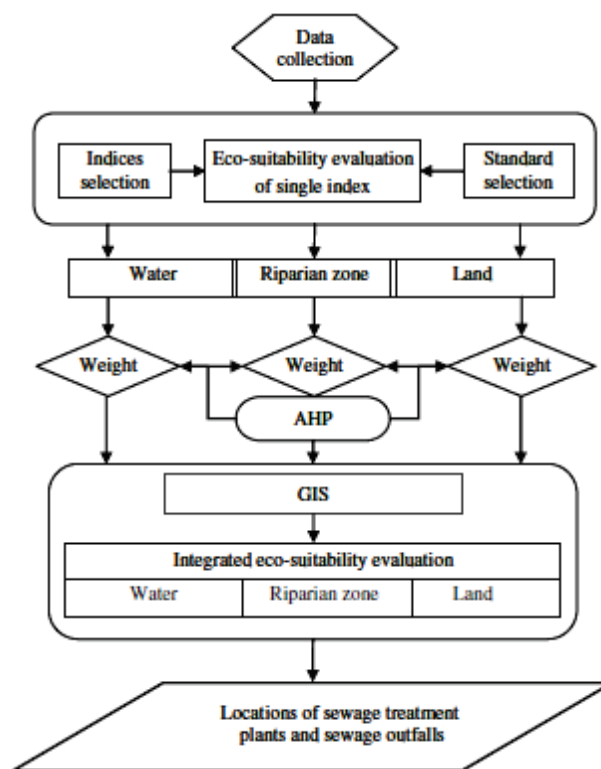 Data
collection
Indices
selection
Eco-suitability evaluation
of single index
Standard
selection
Water
Riparian zone
Land
Weight
Weight
Weight
AHP
GIS
Integrated eco-suitability evaluation
Water
Riparian zone
Land
Locations of sewage treatment
plants and sewage outfalls